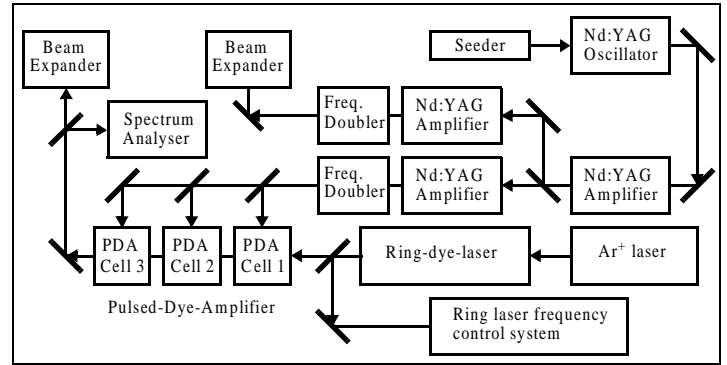 Beam
Expander
Beam
Expander
Seeder
Nd:YAG
Oscillator
Spectrum
Analyser
Freq.
Doubler
Nd:YAG
Amplifier
Freq.
Doubler
Nd:YAG
Amplifier
Nd:YAG
Amplifier
PDA
Cell 3
PDA
Cell 2
PDA
Cell 1
Ring-dye-laser
Ar⁺ laser
Pulsed-Dye-Amplifier
Ring laser frequency
control system